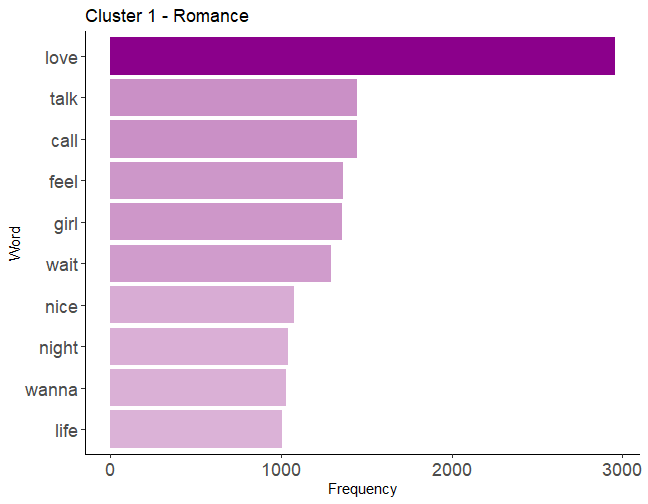 Cluster 1 - Romance
Word
love
talk
call
feel
girl
wait
nice
night
wanna
life
0 1000 2000 3000
Frequency